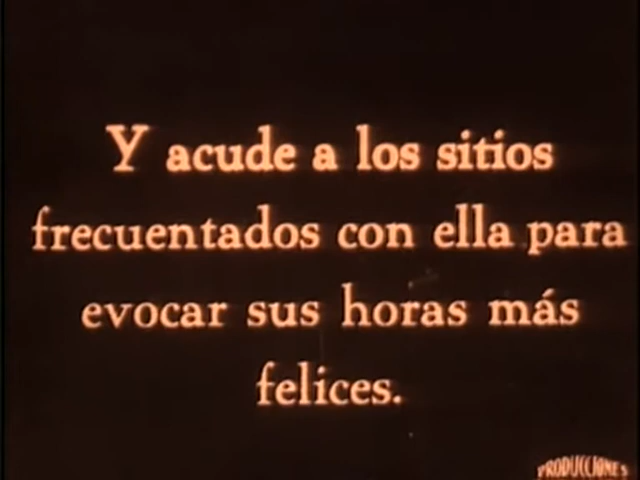 Y acude a los sitios
frecuentados con ella para
evocar sus horas más
felices.
PRODUCCIONES